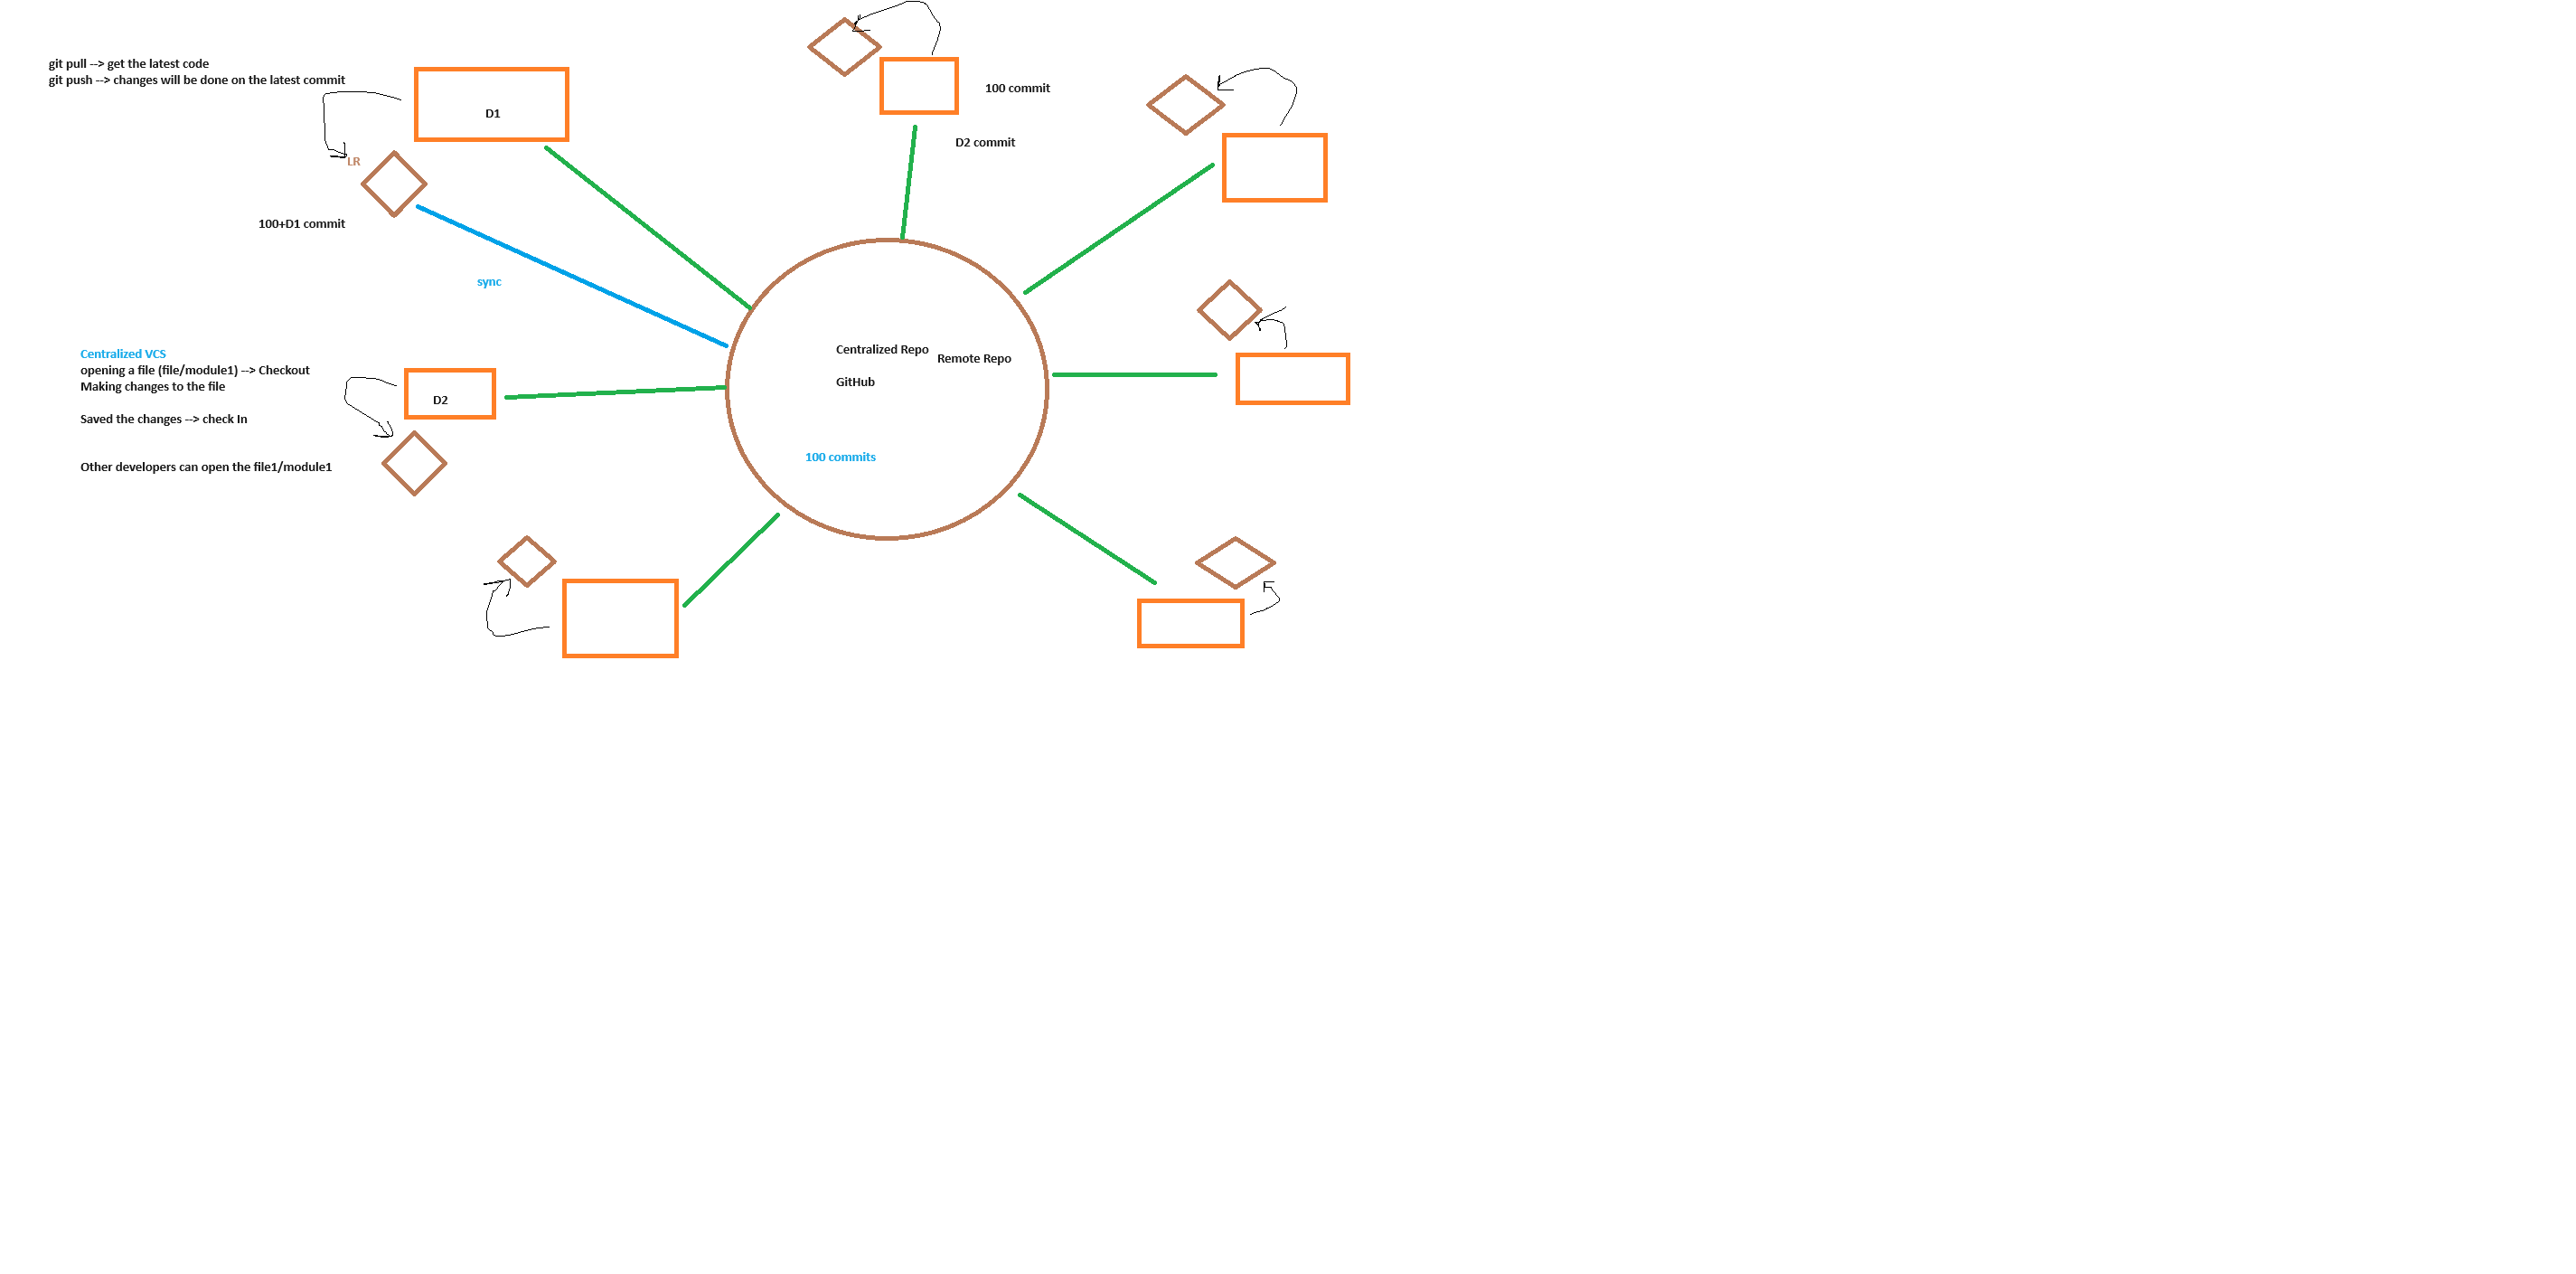 git pull --> get the latest code
git push --> changes will be done on the latest commit
D1
LR
100+D1 commit
sync
100 commit
D2 commit
Centralized VCS
opening a file (file/module1) --> Checkout
Making changes to the file
Saved the changes --> check In
Other developers can open the file1/module1
D2
Centralized Repo
Remote Repo
GitHub
100 commits